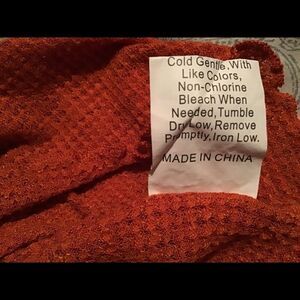 Cold Gentle, With
Like Colors,
Non-Chlorine
Bleach When
Needed, Tumble
Dry Low, Remove
Promptly, Iron Low.
MADE IN CHINA